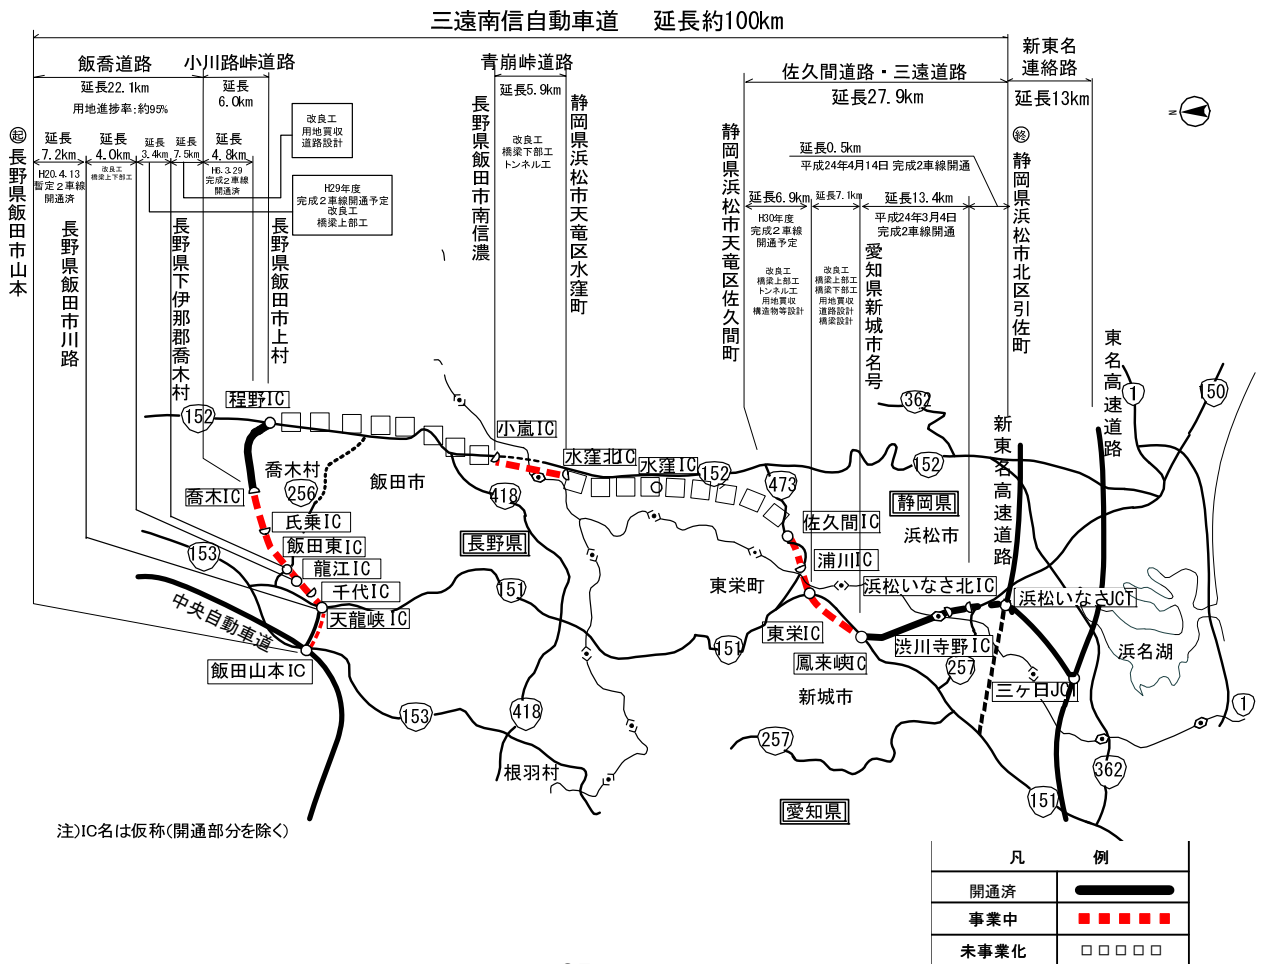 三遠南信自動車道　延長約100km
飯喬道路
延長22.1km
用地進捗率:約95%
小川路峠道路
延長
6.0km
青崩峠道路
延長5.9km
佐久間道路・三遠道路
延長27.9km
新東名
連絡路
延長13km
起
長野県飯田市山本
延長
7.2km
H20.4.13
暫定2車線
開通済
延長
4.0km
改良工
橋梁上下部工
延長
3.4km
延長
7.5km
延長
4.8km
H6.3.29
完成2車線
開通済
改良工
用地買収
道路設計
H29年度
完成2車線開通予定
改良工
橋梁上部工
長野県飯田市川路
長野県下伊那郡喬木村
長野県飯田市上村
長野県飯田市南信濃
改良工
橋梁下部工
トンネル工
静岡県浜松市天竜区水窪町
静岡県浜松市天竜区佐久間町
延長0.5km
平成24年4月14日 完成2車線開通
延長6.9km
H30年度
完成2車線
開通予定
改良工
橋梁上部工
トンネル工
用地買収
構造物等設計
延長7.1km
改良工
橋梁上部工
橋梁下部工
用地買収
道路設計
橋梁設計
延長13.4km
平成24年3月4日
完成2車線開通
愛知県新城市名号
終
静岡県浜松市北区引佐町
東名高速道路
新東名高速道路
N
152
程野IC
喬木村
256
飯田市
喬木IC
氏乗IC
飯田東IC
龍江IC
千代IC
天龍峡IC
153
中央自動車道
飯田山本IC
153
418
長野県
151
418
根羽村
小嵐IC
水窪北IC
水窪IC
152
473
佐久間IC
浦川IC
東栄町
東栄IC
151
鳳来峡IC
新城市
257
愛知県
362
152
静岡県
浜松市
浜松いなさ北IC
渋川寺野IC
257
浜松いなさJCT
三ヶ日JCT
浜名湖
1
150
1
362
151
注)IC名は仮称(開通部分を除く)
凡　例
開通済
事業中
未事業化